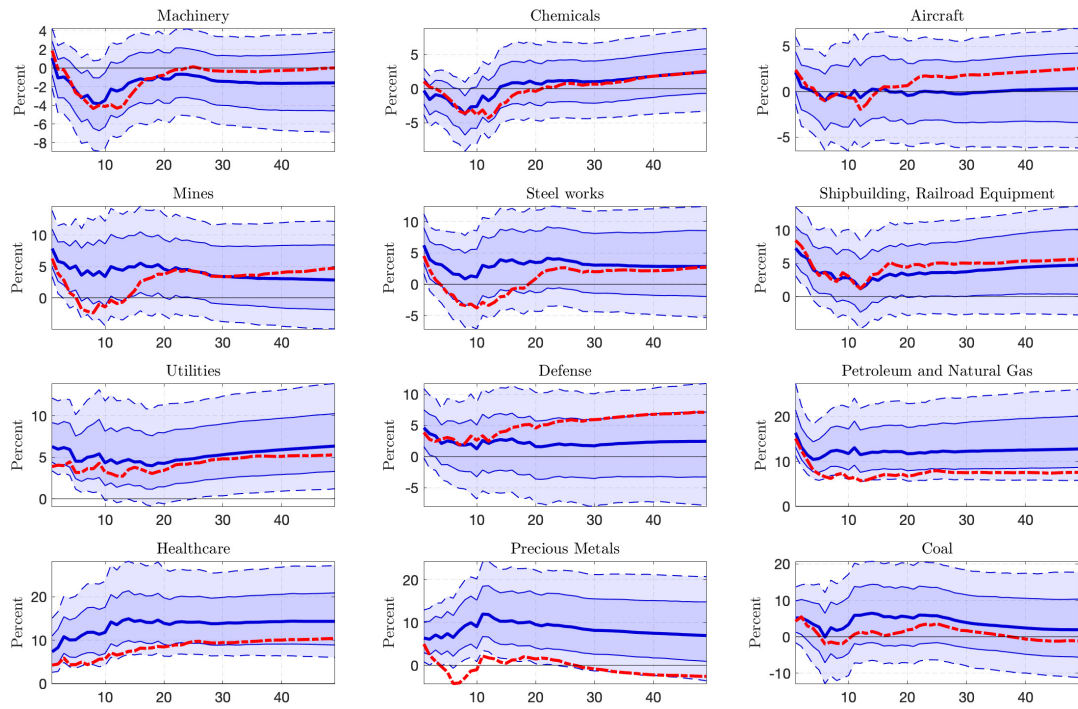 Machinery
Percent
4
2
0
-2
-4
-6
-8
10 20 30 40
Chemicals
Percent
5
0
-5
10 20 30 40
Aircraft
Percent
5
0
-5
10 20 30 40
Mines
Percent
10
5
0
10 20 30 40
Steel works
Percent
10
5
0
-5
10 20 30 40
Shipbuilding, Railroad Equipment
Percent
10
5
0
10 20 30 40
Utilities
Percent
10
5
0
10 20 30 40
Defense
Percent
10
5
0
-5
10 20 30 40
Petroleum and Natural Gas
Percent
20
10
0
10 20 30 40
Healthcare
Percent
20
10
0
10 20 30 40
Precious Metals
Percent
20
10
0
10 20 30 40
Coal
Percent
20
10
0
-10
10 20 30 40